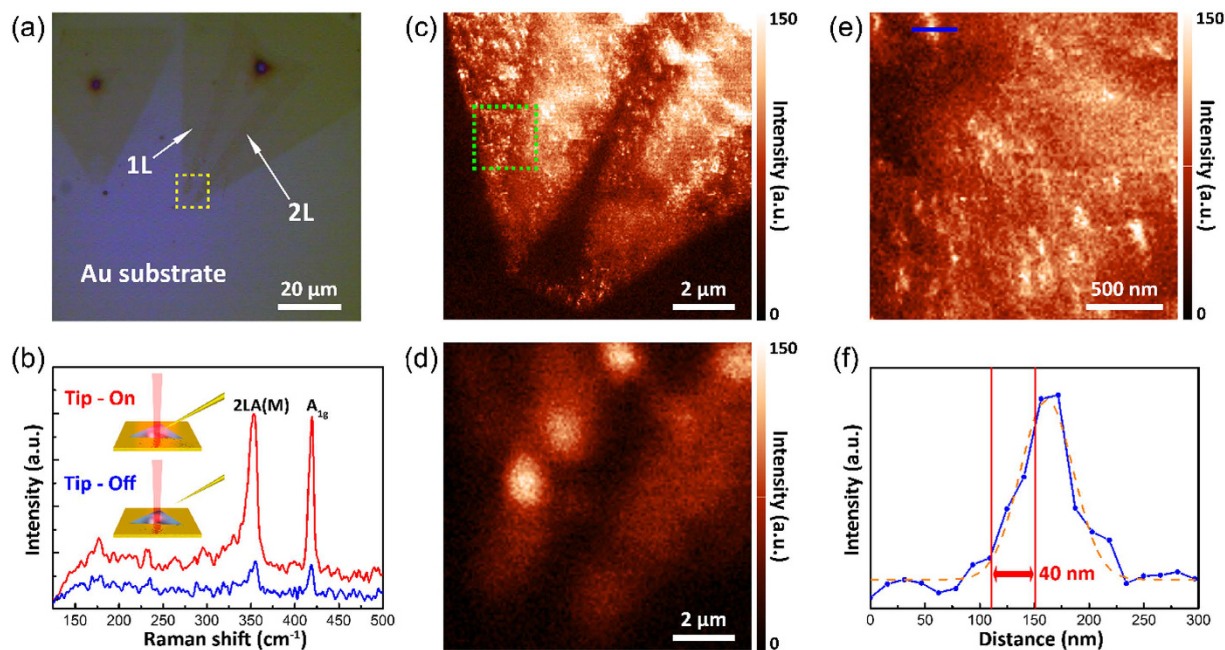 (a)
1L
2L
Au substrate
20 μm
(b)
Tip - On
Tip - Off
2LA(M)
A1g
Intensity (a.u.)
150 200 250 300 350 400 450 500
Raman shift (cm-1)
(c)
2 μm
150
Intensity (a.u.)
0
(d)
2 μm
150
Intensity (a.u.)
0
(e)
500 nm
150
Intensity (a.u.)
0
(f)
40 nm
Intensity (a.u.)
0 50 100 150 200 250 300
Distance (nm)